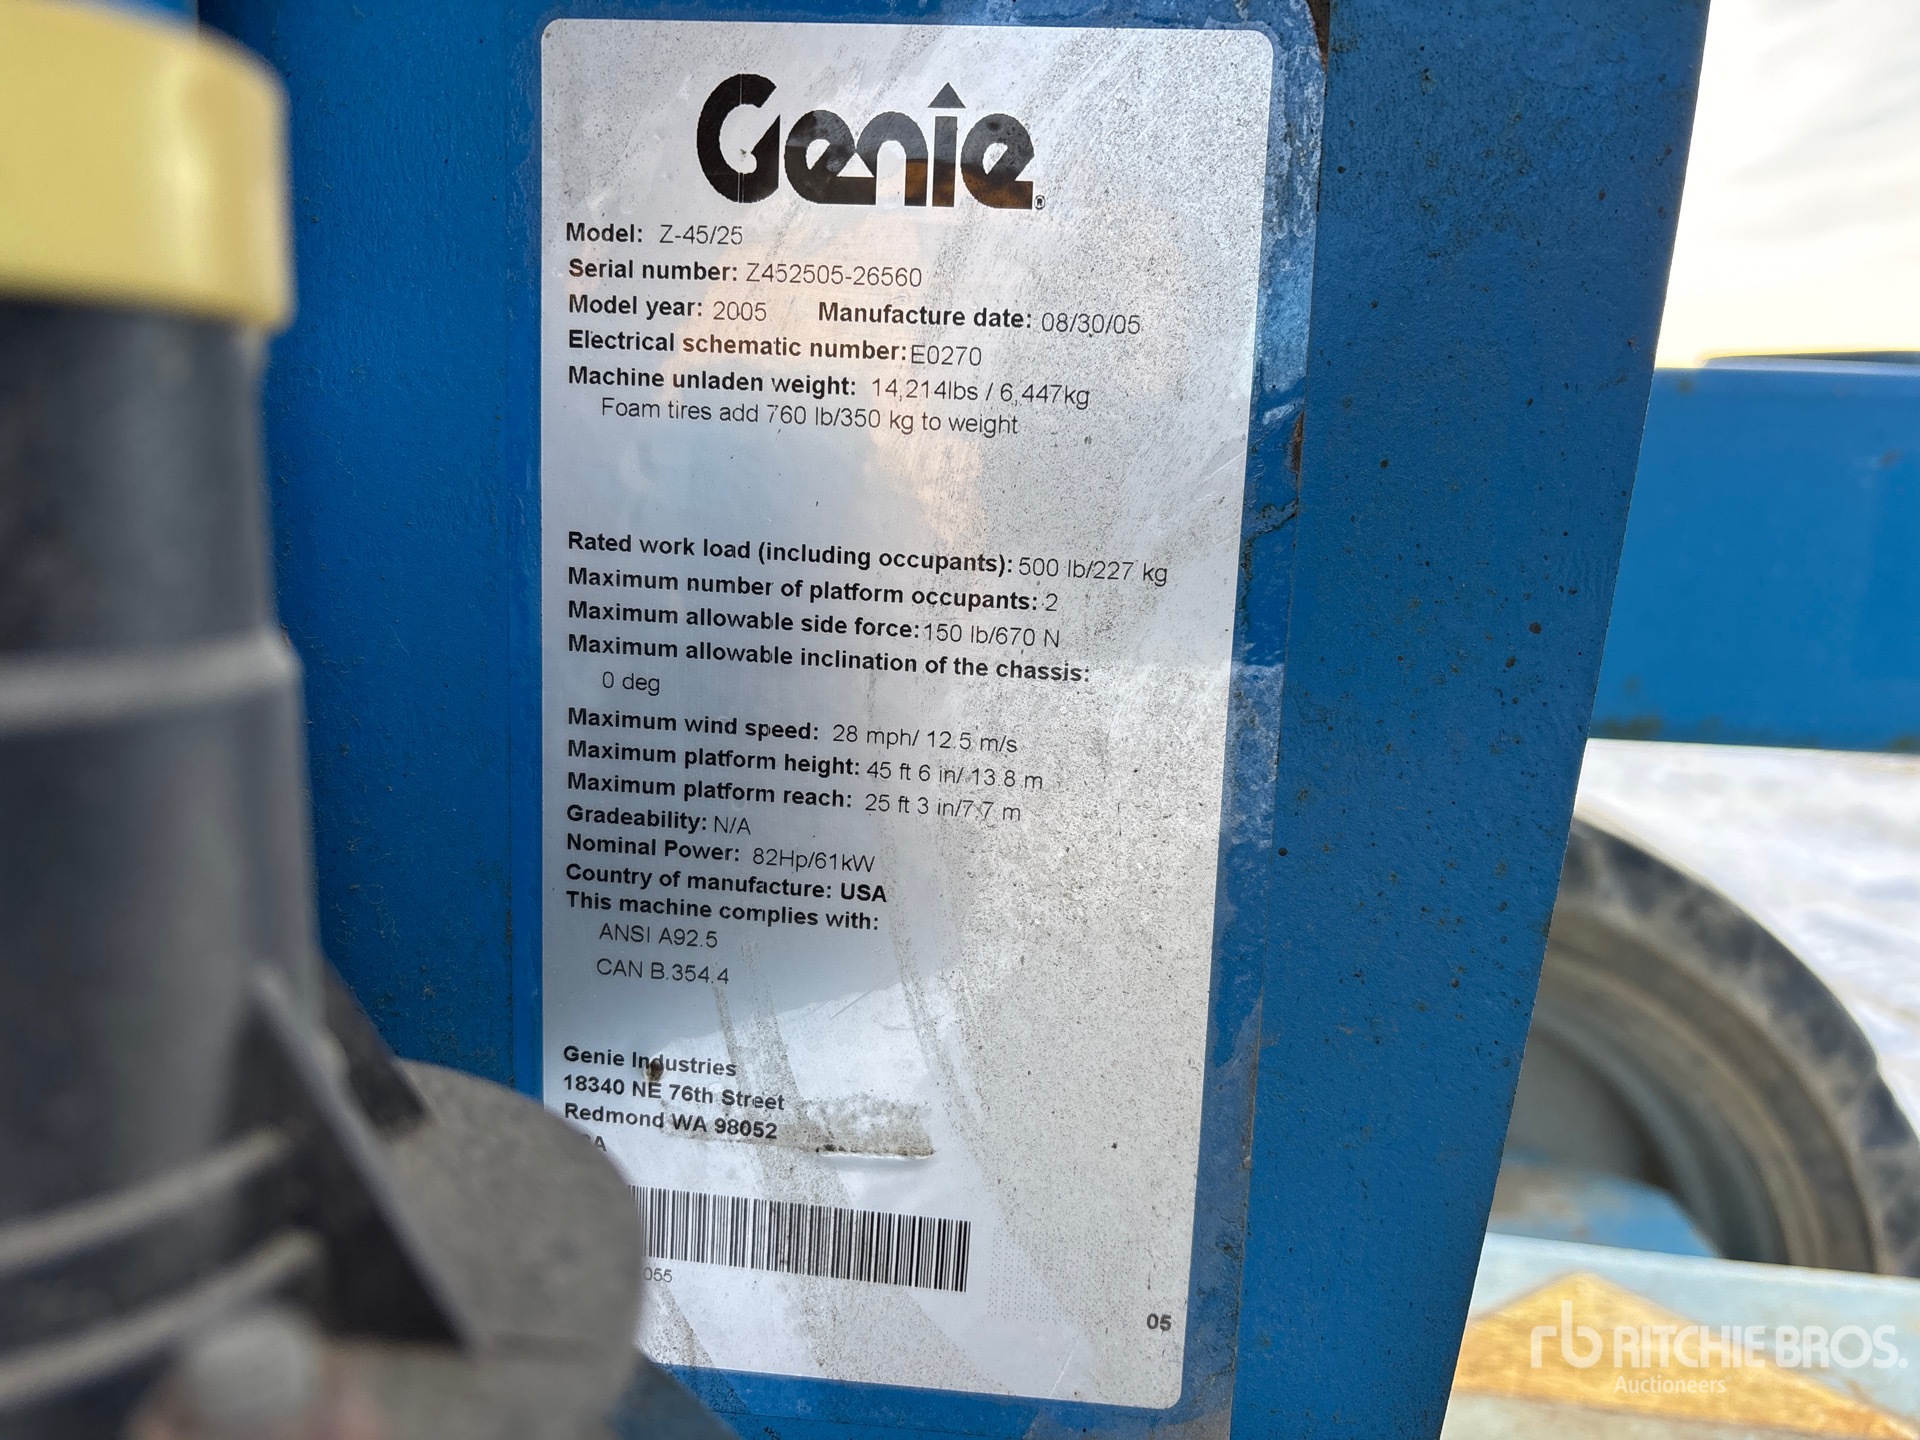 Genie®
Model: Z-45/25
Serial number: Z452505-26560
Model year: 2005 Manufacture date: 08/30/05
Electrical schematic number: E0270
Machine unladen weight: 14,214lbs / 6,447kg
Foam tires add 760 lb/350 kg to weight
Rated work load (including occupants): 500 lb/227 kg
Maximum number of platform occupants: 2
Maximum allowable side force: 150 lb/670 N
Maximum allowable inclination of the chassis:
0 deg
Maximum wind speed: 28 mph/ 12.5 m/s
Maximum platform height: 45 ft 6 in/ 13.8 m
Maximum platform reach: 25 ft 3 in/7.7 m
Gradeability: N/A
Nominal Power: 82Hp/61kW
Country of manufacture: USA
This machine complies with:
ANSI A92.5
CAN B.354.4
Genie Industries
18340 NE 76th Street
Redmond WA 98052
055
05
rb RITCHIE BROS.
Auctioneers